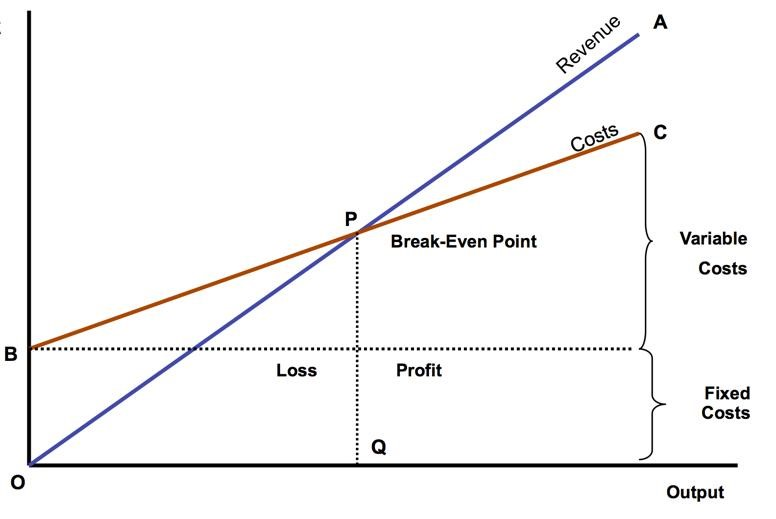 A
Revenue
C
Costs
P
Break-Even Point
Variable
Costs
B
Loss
Profit
Fixed
Costs
Q
O
Output